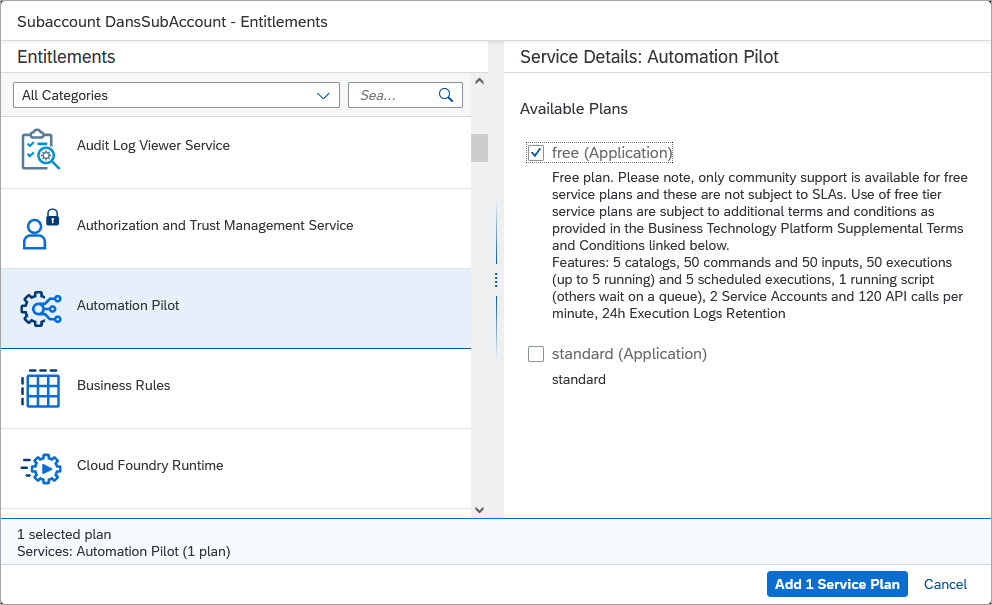 Subaccount DansSubAccount - Entitlements
Entitlements
All Categories
Sea...
Audit Log Viewer Service
Authorization and Trust Management Service
Automation Pilot
Business Rules
Cloud Foundry Runtime
Service Details: Automation Pilot
Available Plans
free (Application)
Free plan. Please note, only community support is available for free
service plans and these are not subject to SLAs. Use of free tier
service plans are subject to additional terms and conditions as
provided in the Business Technology Platform Supplemental Terms
and Conditions linked below.
Features: 5 catalogs, 50 commands and 50 inputs, 50 executions
(up to 5 running) and 5 scheduled executions, 1 running script
(others wait on a queue), 2 Service Accounts and 120 API calls per
minute, 24h Execution Logs Retention
standard (Application)
standard
1 selected plan
Services: Automation Pilot (1 plan)
Add 1 Service Plan
Cancel